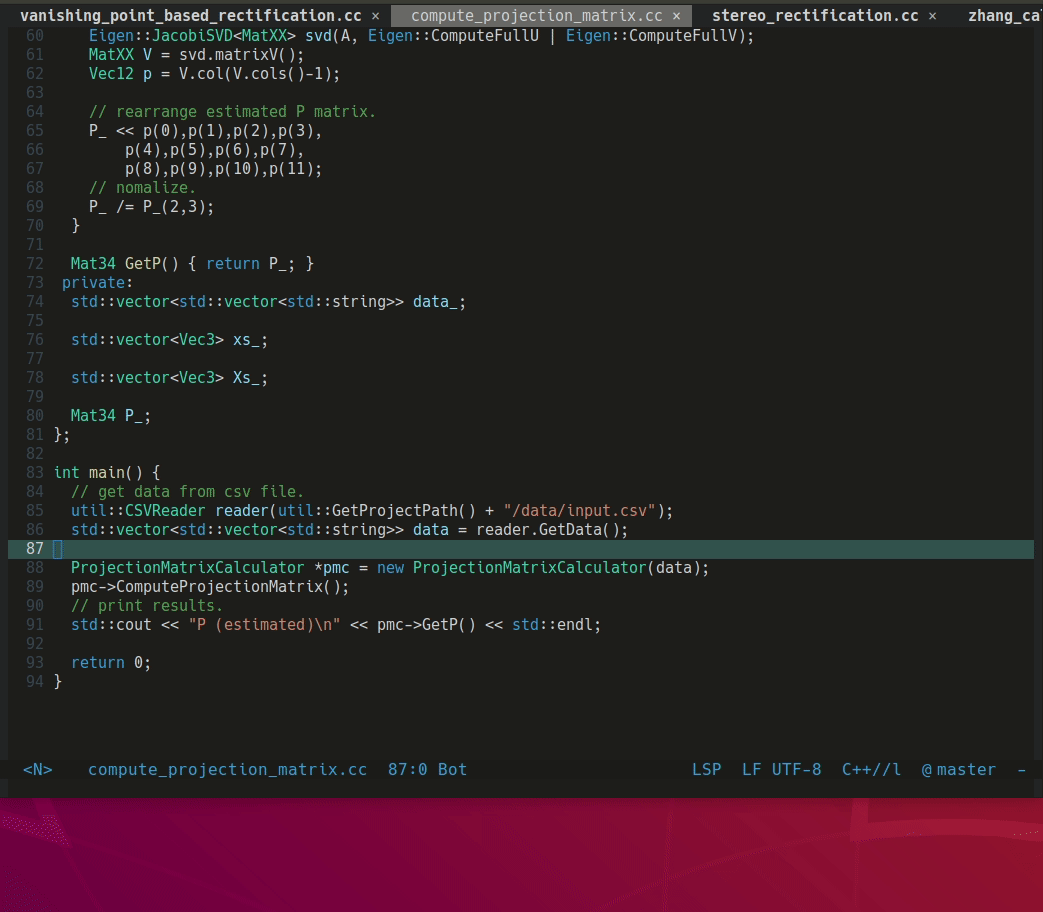 vanishing_point_based_rectification.cc × compute_projection_matrix.cc × stereo_rectification.cc × zhang_ca
60 Eigen::JacobiSVD<MatXX> svd(A, Eigen::ComputeFullU | Eigen::ComputeFullV);
61 MatXX V = svd.matrixV();
62 Vec12 p = V.col(V.cols()-1);
63
64 // rearrange estimated P matrix.
65 P_ << p(0),p(1),p(2),p(3),
66 p(4),p(5),p(6),p(7),
67 p(8),p(9),p(10),p(11);
68 // nomalize.
69 P_ /= P_(2,3);
70 }
71
72 Mat34 GetP() { return P_; }
73 private:
74 std::vector<std::vector<std::string>> data_;
75
76 std::vector<Vec3> xs_;
77
78 std::vector<Vec3> Xs_;
79
80 Mat34 P_;
81 };
82
83 int main() {
84 // get data from csv file.
85 util::CSVReader reader(util::GetProjectPath() + "/data/input.csv");
86 std::vector<std::vector<std::string>> data = reader.GetData();
87
88 ProjectionMatrixCalculator *pmc = new ProjectionMatrixCalculator(data);
89 pmc->ComputeProjectionMatrix();
90 // print results.
91 std::cout << "P (estimated)\n" << pmc->GetP() << std::endl;
92
93 return 0;
94 }
<N> compute_projection_matrix.cc 87:0 Bot LSP LF UTF-8 C++//l @ master -